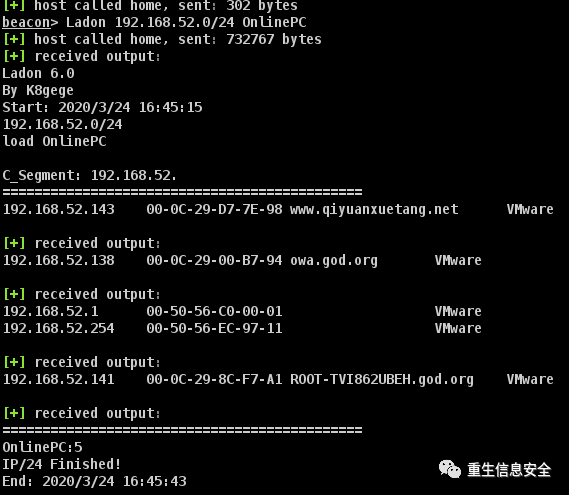 [+] host called home, sent: 302 bytes
beacon> Ladon 192.168.52.0/24 OnlinePC
[+] host called home, sent: 732767 bytes
[+] received output:
Ladon 6.0
By K8gege
Start: 2020/3/24 16:45:15
192.168.52.0/24
load OnlinePC
C_Segment: 192.168.52.
=============================================
192.168.52.143    00-0C-29-D7-7E-98 www.qiyuanxuetang.net      VMware
[+] received output:
192.168.52.138    00-0C-29-00-B7-94 owa.god.org       VMware
[+] received output:
192.168.52.1      00-50-56-C0-00-01                   VMware
192.168.52.254    00-50-56-EC-97-11                   VMware
[+] received output:
192.168.52.141    00-0C-29-8C-F7-A1 ROOT-TVI862UBEH.god.org    VMware
[+] received output:
=============================================
OnlinePC:5
IP/24 Finished!
End: 2020/3/24 16:45:43
重生信息安全